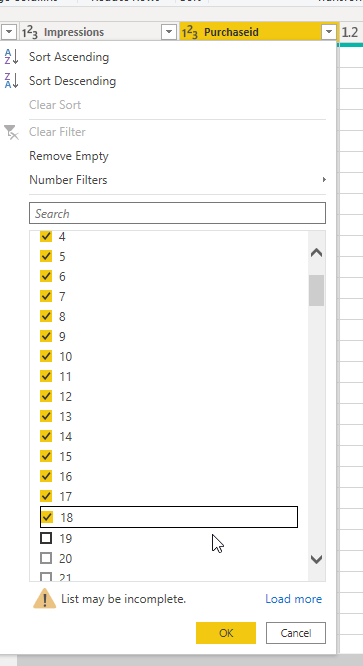 1²3 Impressions 1²3 Purchaseid 1.2
Sort Ascending
Sort Descending
Clear Sort
Clear Filter
Remove Empty
Number Filters
Search
4
5
6
7
8
9
10
11
12
13
14
15
16
17
18
19
20
21
List may be incomplete. Load more
OK Cancel